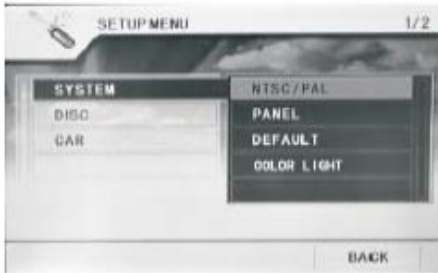 SETUP MENU 1/2
SYSTEM NTSC/PAL
DISC PANEL
CAR DEFAULT
COLOR LIGHT
BACK